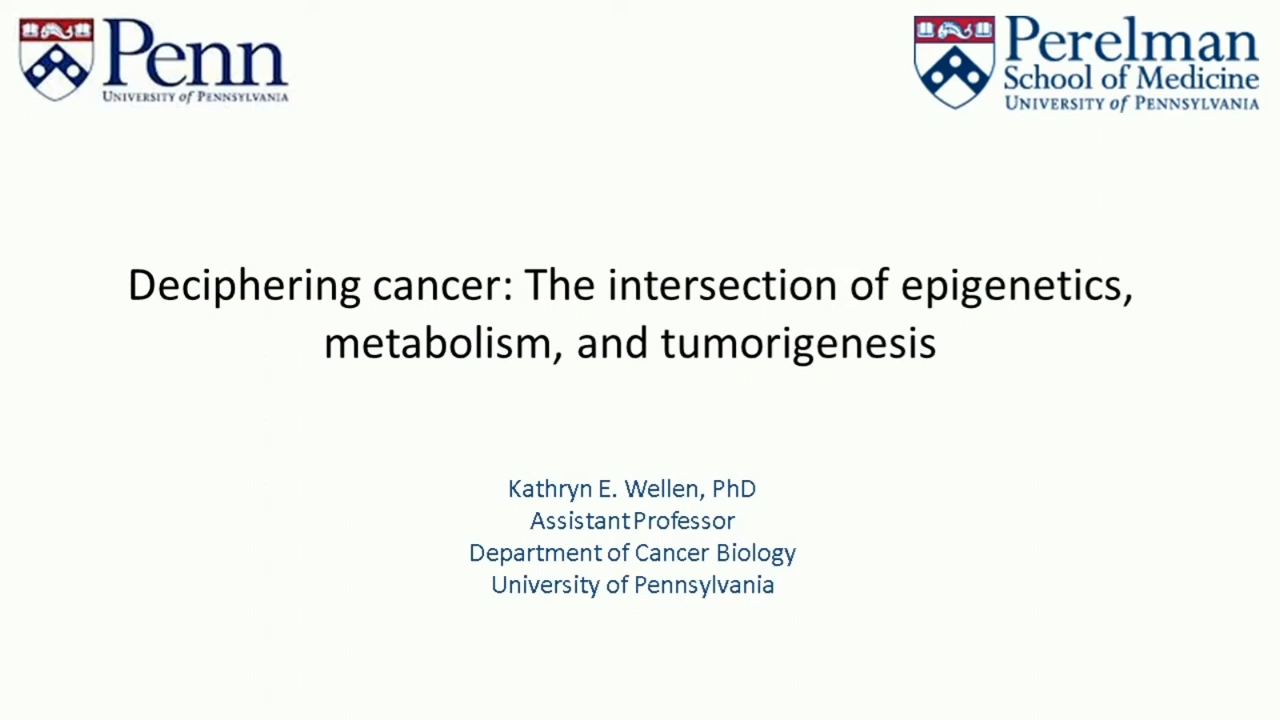 Penn
UNIVERSITY of PENNSYLVANIA
Perelman
School of Medicine
UNIVERSITY of PENNSYLVANIA
Deciphering cancer: The intersection of epigenetics,
metabolism, and tumorigenesis
Kathryn E. Wellen, PhD
Assistant Professor
Department of Cancer Biology
University of Pennsylvania